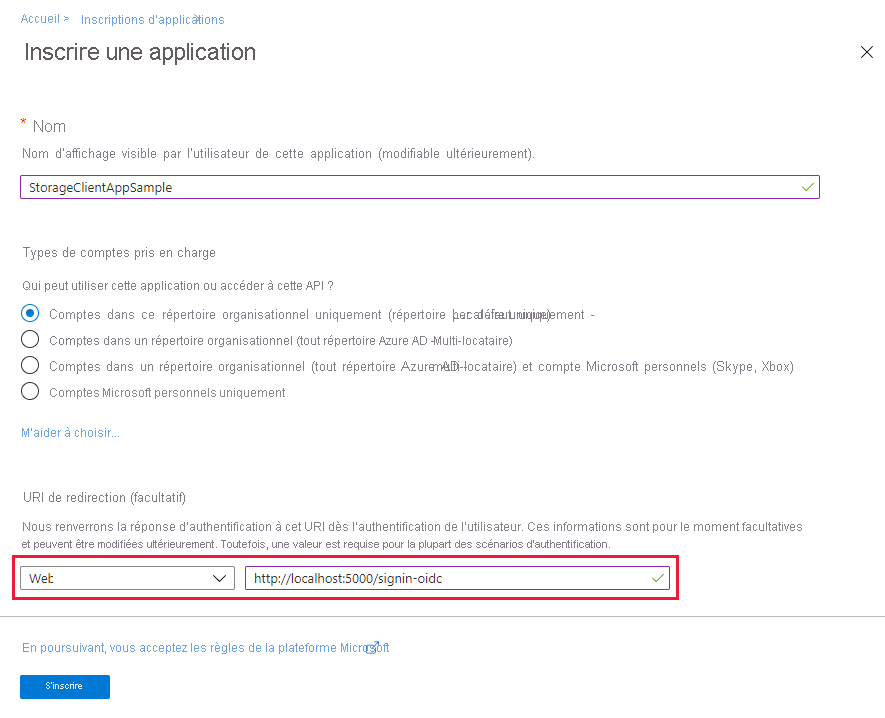 Accueil > Inscriptions d'applications >
Inscrire une application
* Nom
Nom d'affichage visible par l'utilisateur de cette application (modifiable ultérieurement).
StorageClientAppSample
Types de comptes pris en charge
Qui peut utiliser cette application ou accéder à cette API ?
Comptes dans ce répertoire organisationnel uniquement (répertoire par défaut uniquement -
Comptes dans un répertoire organisationnel (tout répertoire Azure AD -Multi-locataire)
Comptes dans un répertoire organisationnel (tout répertoire Azure AD - multi-locataire) et compte Microsoft personnels (Skype, Xbox)
Comptes Microsoft personnels uniquement
M'aider à choisir...
URI de redirection (facultatif)
Nous renverrons la réponse d'authentification à cet URI dès l'authentification de l'utilisateur. Ces informations sont pour le moment facultatives
et peuvent être modifiées ultérieurement. Toutefois, une valeur est requise pour la plupart des scénarios d'authentification.
Web http://localhost:5000/signin-oidc
En poursuivant, vous acceptez les règles de la plateforme Microsoft
S'inscrire